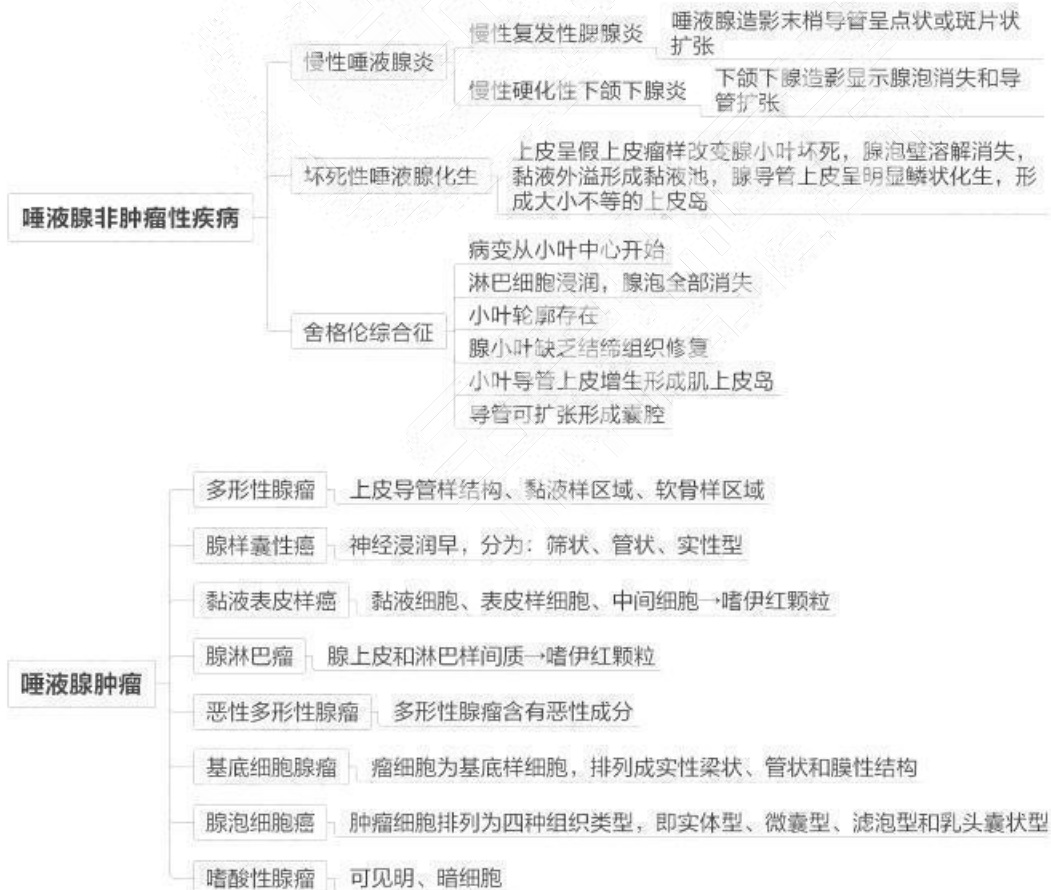 唾液腺非肿瘤性疾病
慢性唾液腺炎
慢性复发性腮腺炎
唾液腺造影末梢导管呈点状或斑片状
扩张
慢性硬化性下颌下腺炎
下颌下腺造影显示腺泡消失和导
管扩张
坏死性唾液腺化生
上皮呈假上皮瘤样改变腺小叶坏死，腺泡壁溶解消失，
黏液外溢形成黏液池，腺导管上皮呈明显鳞状化生，形
成大小不等的上皮岛
舍格伦综合征
病变从小叶中心开始
淋巴细胞浸润，腺泡全部消失
小叶轮廓存在
腺小叶缺乏结缔组织修复
小叶导管上皮增生形成肌上皮岛
导管可扩张形成囊腔
唾液腺肿瘤
多形性腺瘤
上皮导管样结构、黏液样区域、软骨样区域
腺样囊性癌
神经浸润早，分为：筛状、管状、实性型
黏液表皮样癌
黏液细胞、表皮样细胞、中间细胞→嗜伊红颗粒
腺淋巴瘤
腺上皮和淋巴样间质→嗜伊红颗粒
恶性多形性腺瘤
多形性腺瘤含有恶性成分
基底细胞腺瘤
瘤细胞为基底样细胞，排列成实性梁状、管状和膜性结构
腺泡细胞癌
肿瘤细胞排列为四种组织类型，即实体型、微囊型、滤泡型和乳头囊状型
嗜酸性腺瘤
可见明、暗细胞